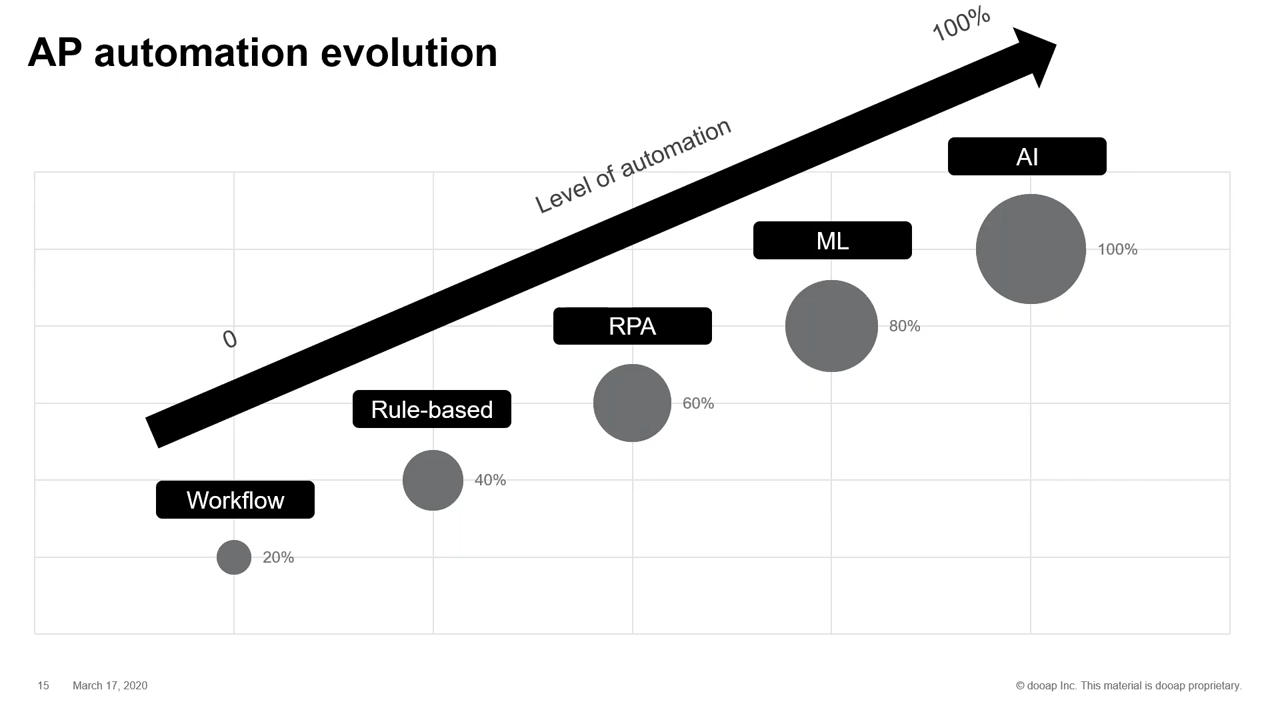 AP automation evolution
100%
Level of automation
0
AI
100%
ML
80%
RPA
60%
Rule-based
40%
Workflow
20%
15 March 17, 2020
© dooap Inc. This material is dooap proprietary.